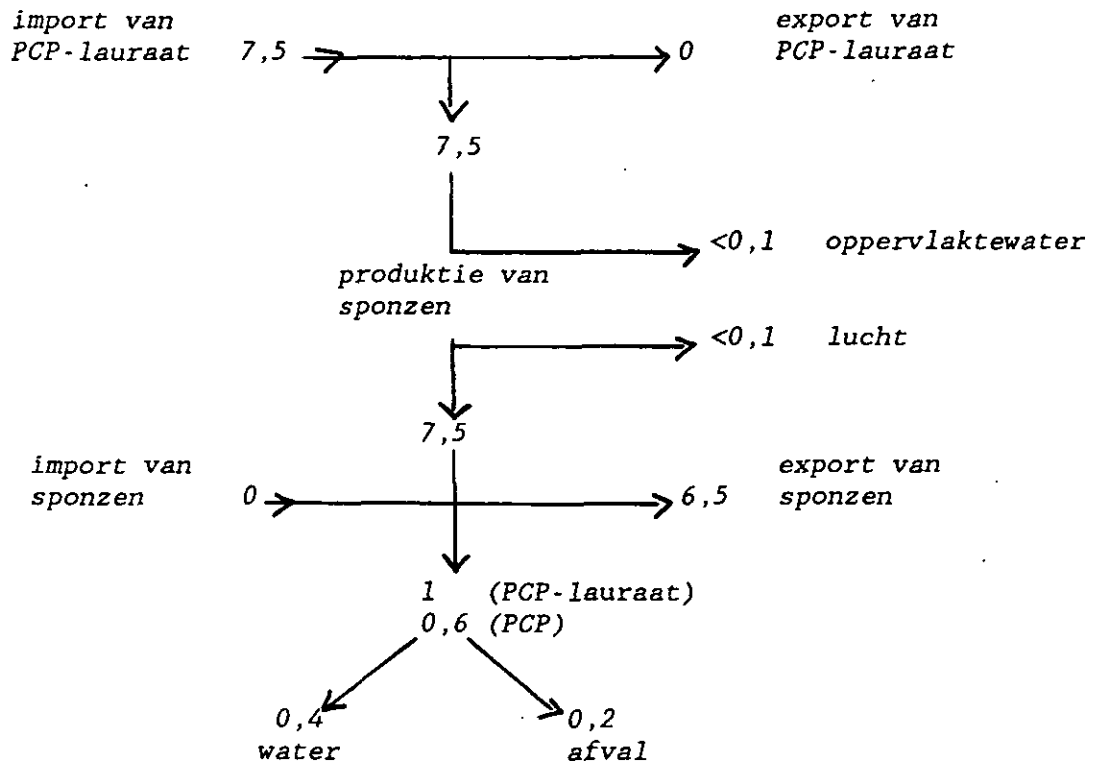 import van export van
PCP-lauraat 7,5 0 PCP-lauraat
7,5
<0,1 oppervlaktewater
produktie van
sponzen
<0,1 lucht
7,5
import van export van
sponzen 0 6,5 sponzen
1 (PCP-lauraat)
0,6 (PCP)
0,4 0,2
water afval